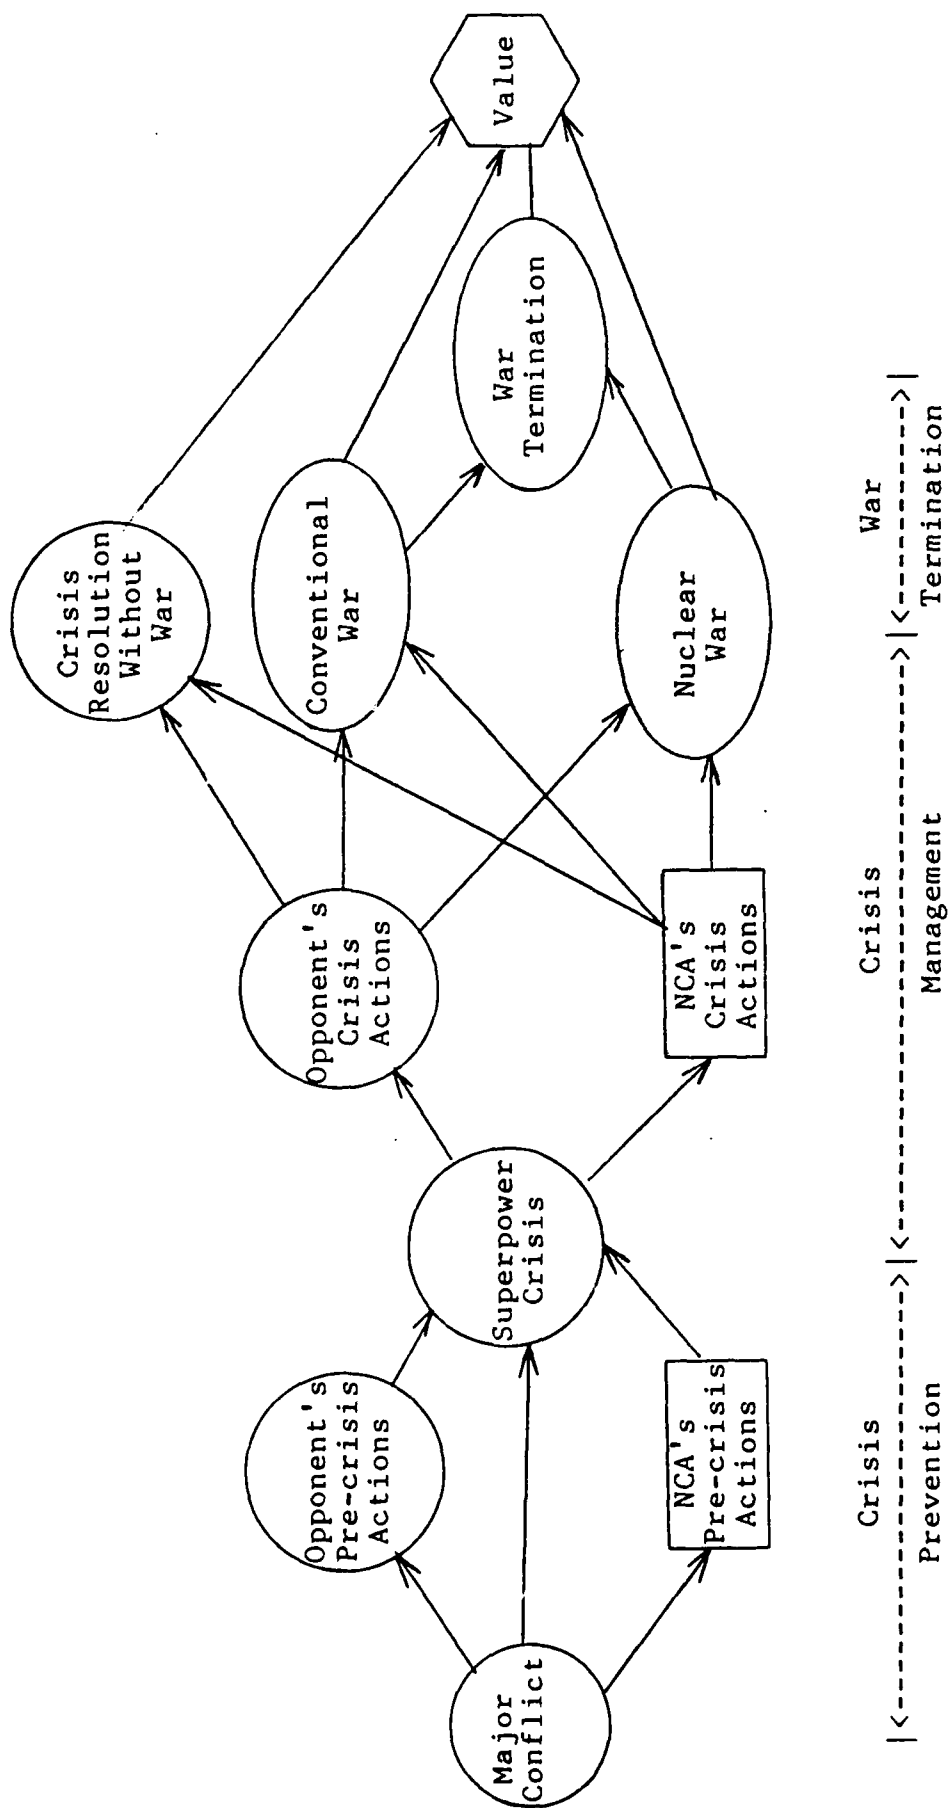 Major
Conflict
Opponent's
Pre-crisis
Actions
NCA's
Pre-crisis
Actions
Superpower
Crisis
Opponent's
Crisis
Actions
NCA's
Crisis
Actions
Crisis
Resolution
Without
War
Conventional
War
Nuclear
War
War
Termination
Value
Crisis
|<------------------>|
Prevention
Crisis
|<------------------------------>|
Management
War
|<---------->|
Termination